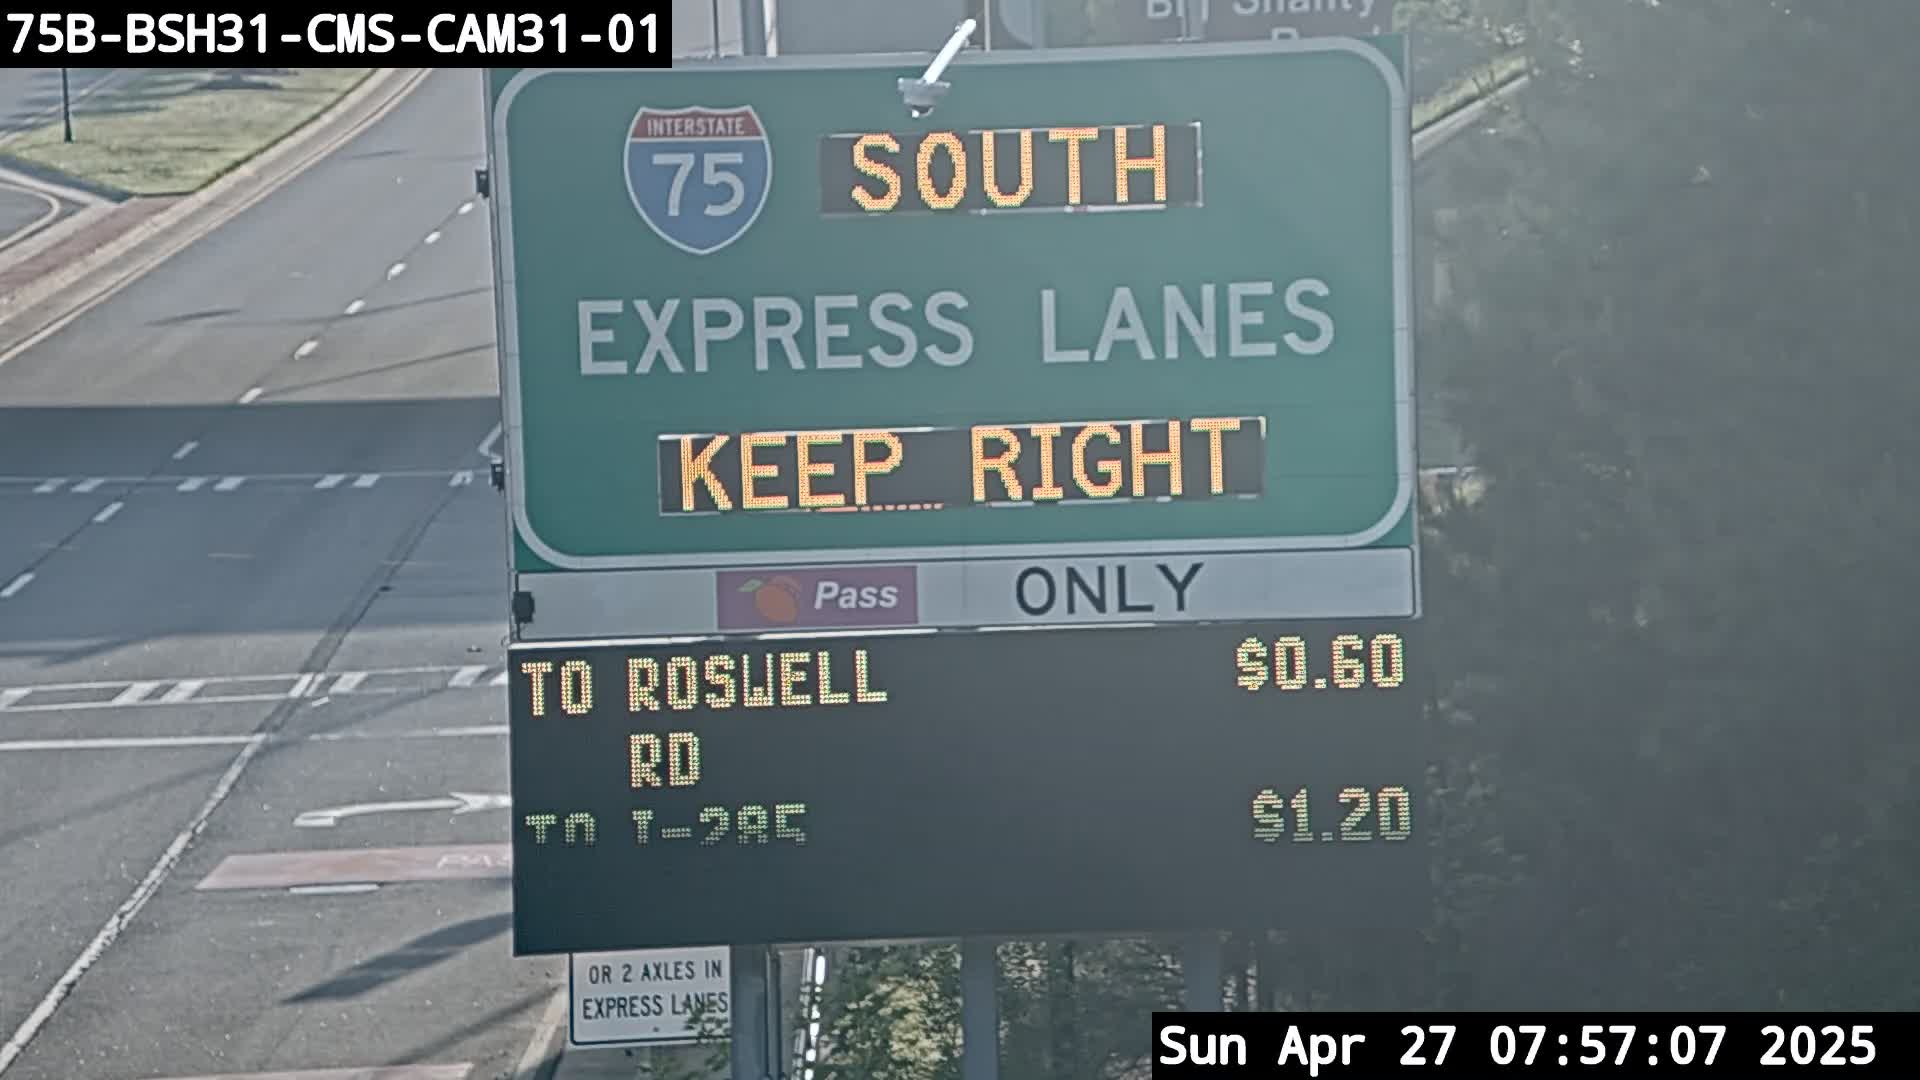 75B-BSH31-CMS-CAM31-01
Shanty
INTERSTATE
75
SOUTH
EXPRESS LANES
KEEP RIGHT
Pass ONLY
TO ROSWELL $0.60
RD
TO I-285 $1.20
OR 2 AXLES IN
EXPRESS LANES
Sun Apr 27 07:57:07 2025